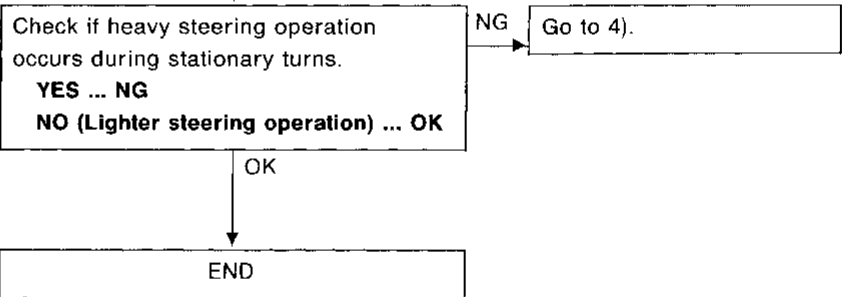 Check if heavy steering operation
occurs during stationary turns.
YES ... NG
NO (Lighter steering operation) ... OK
NG
Go to 4).
OK
END